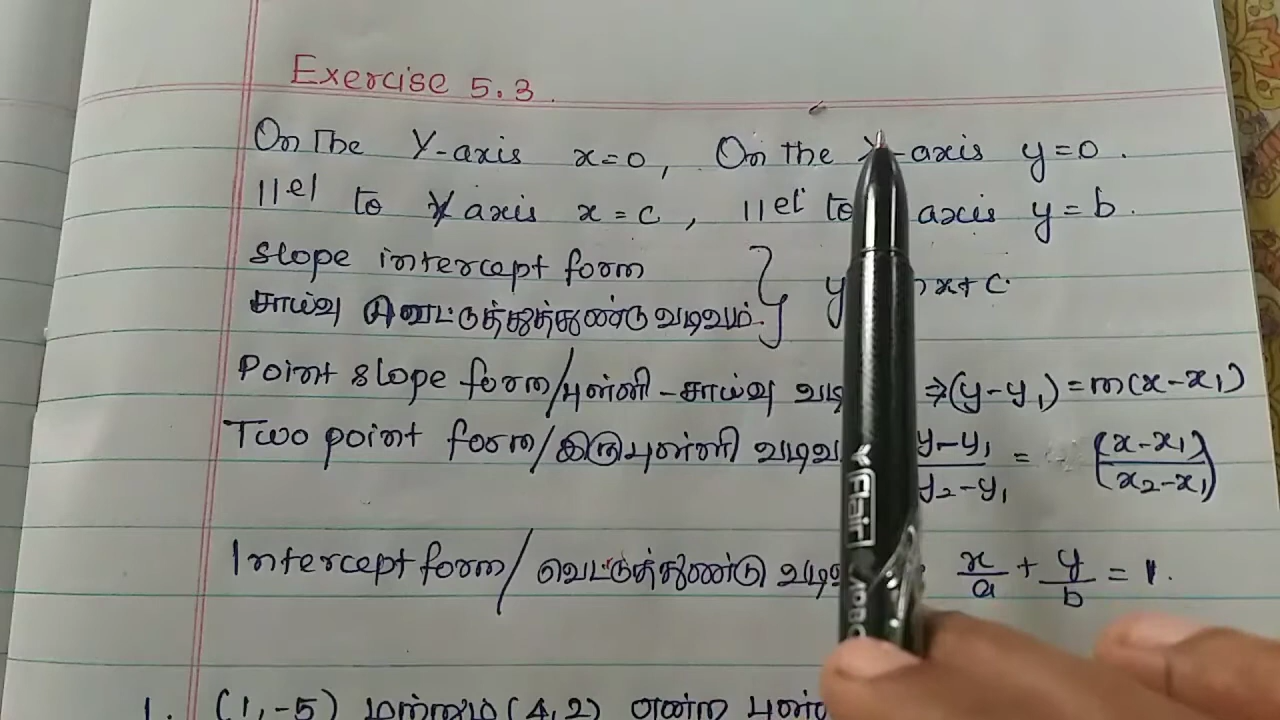 Exercise 5.3.
On The Y-axis x=0, On the X-axis y=0.
||el to Y axis x = c, ||el to axis y = b.
Slope intercept form
சாய்வு வெட்டுத்துண்டு வடிவம் } y x + c.
Point slope form/புள்ளி - சாய்வு ⇒(y-y₁) = m(x-x₁)
Two point form/இருபுள்ளி y-y₁/y₂-y₁ = (x-x₁)/(x₂-x₁)
Intercept form/ வெட்டுத்துண்டு x/a + y/b = 1.
1. (1,-5) மற்றும் (4,2) என்ற
Flair